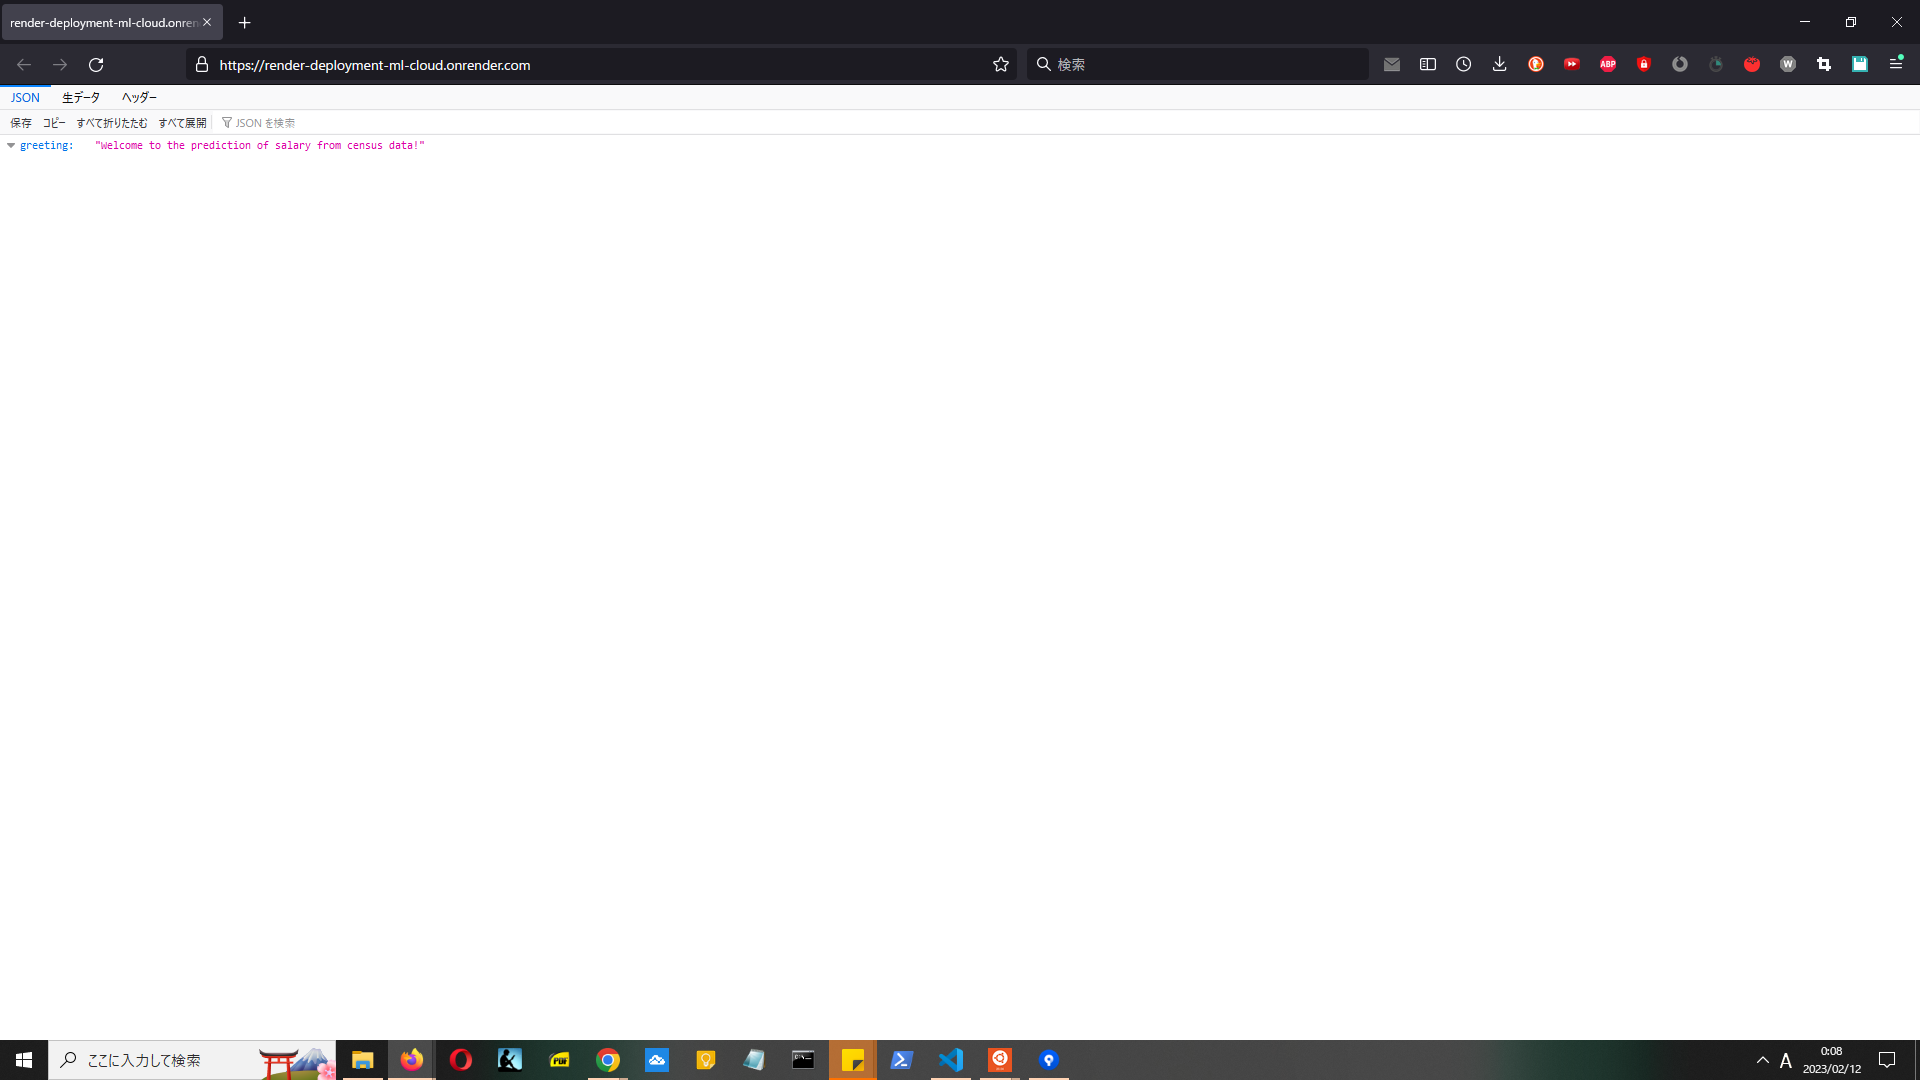 render-deployment-ml-cloud.onren
https://render-deployment-ml-cloud.onrender.com
検索
ABP
W
JSON
生データ
ヘッダー
保存
コピー
すべて折りたたむ
すべて展開
JSON を検索
greeting: "Welcome to the prediction of salary from census data!"
ここに入力して検索
PDF
A
0:08
2023/02/12